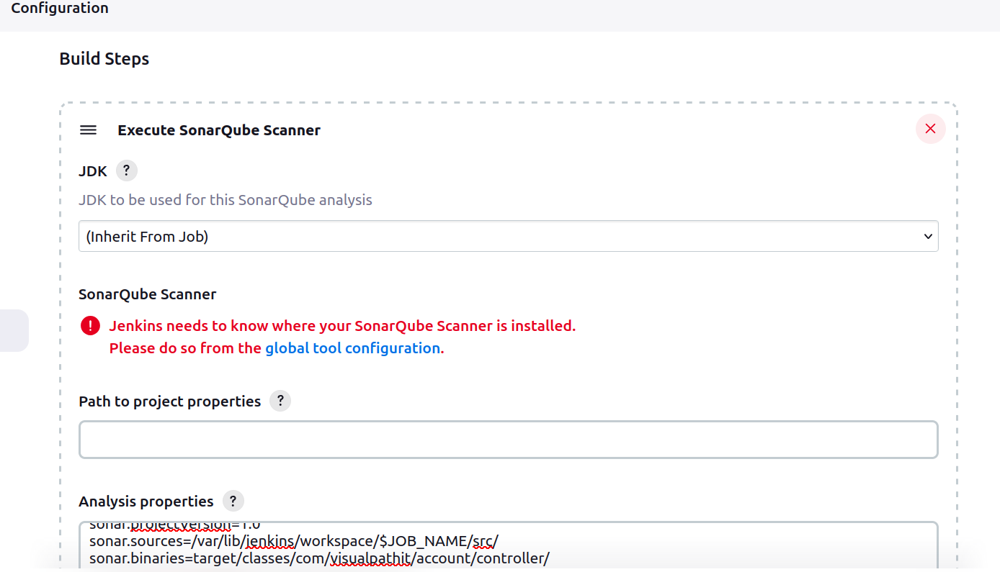 Configuration
Build Steps
Execute SonarQube Scanner
JDK ?
JDK to be used for this SonarQube analysis
(Inherit From Job)
SonarQube Scanner
Jenkins needs to know where your SonarQube Scanner is installed.
Please do so from the global tool configuration.
Path to project properties ?
Analysis properties ?
sonar.projectVersion=1.0
sonar.sources=/var/lib/jenkins/workspace/$JOB_NAME/src/
sonar.binaries=target/classes/com/visualpathit/account/controller/